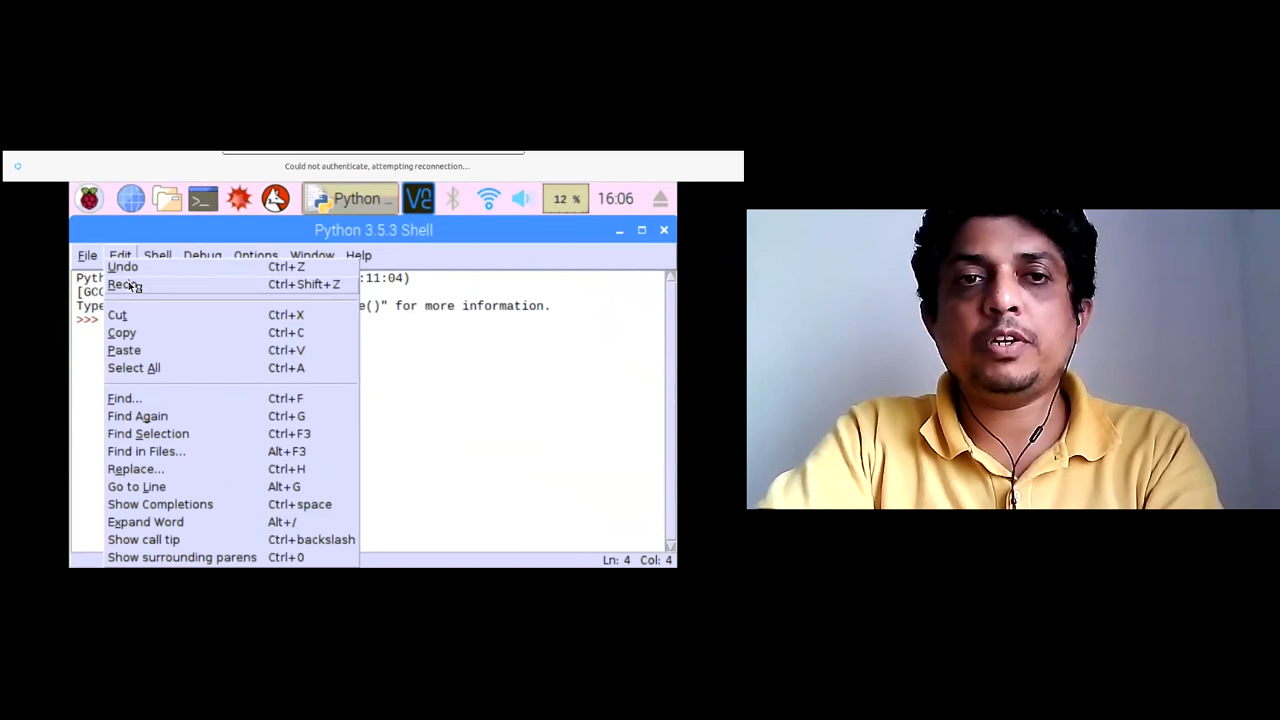 Could not authenticate, attempting reconnection...
Python ... 12 % 16:06
Python 3.5.3 Shell
File Edit Shell Debug Options Window Help
:11:04)
[GCC
e()" for more information.
>>>
Undo Ctrl+Z
Redo Ctrl+Shift+Z
Cut Ctrl+X
Copy Ctrl+C
Paste Ctrl+V
Select All Ctrl+A
Find... Ctrl+F
Find Again Ctrl+G
Find Selection Ctrl+F3
Find in Files... Alt+F3
Replace... Ctrl+H
Go to Line Alt+G
Show Completions Ctrl+space
Expand Word Alt+/
Show call tip Ctrl+backslash
Show surrounding parens Ctrl+0
Ln: 4 Col: 4